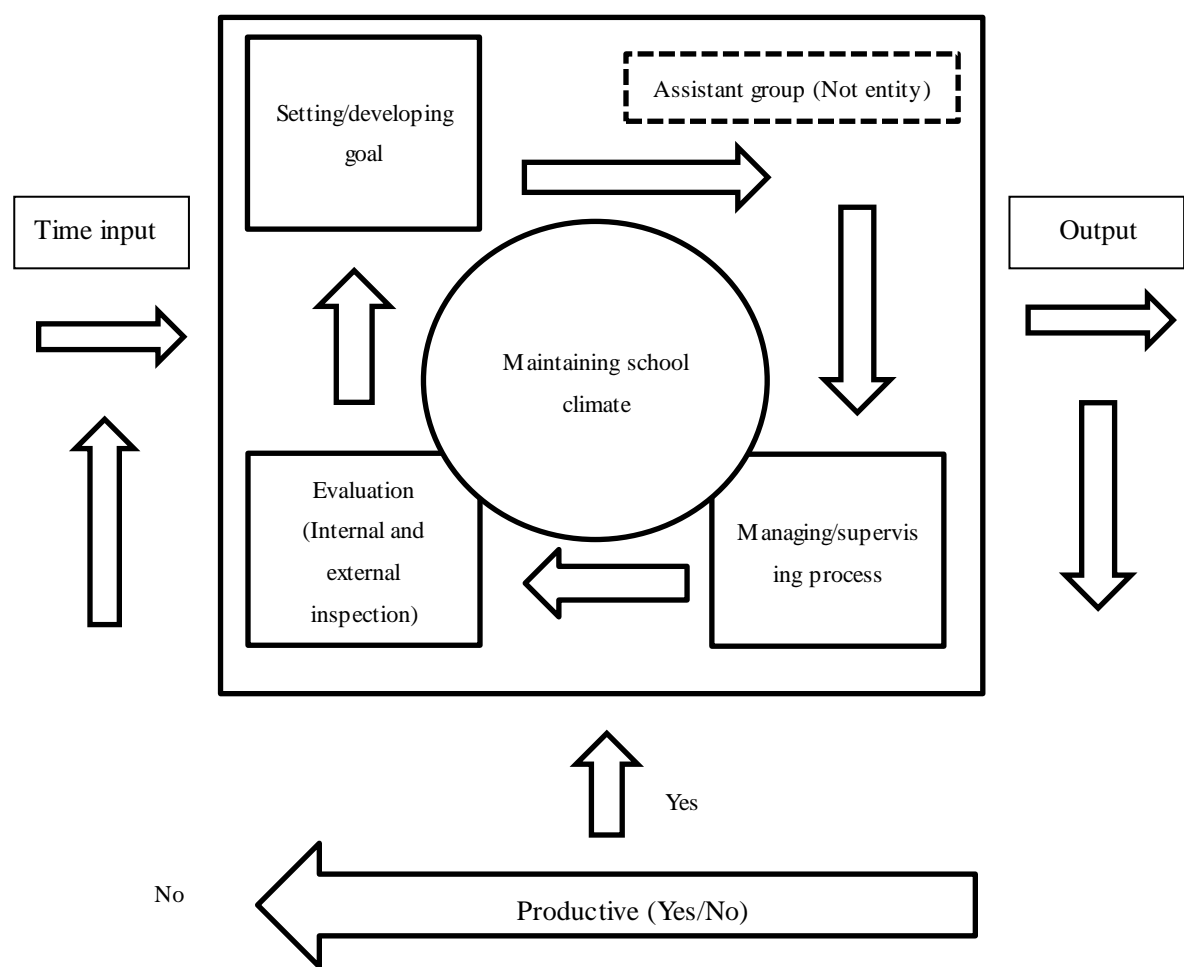 Setting/developing
goal
Assistant group (Not entity)
Time input
Output
Maintaining school
climate
Evaluation
(Internal and
external
inspection)
Managing/supervis
ing process
Yes
No
Productive (Yes/No)